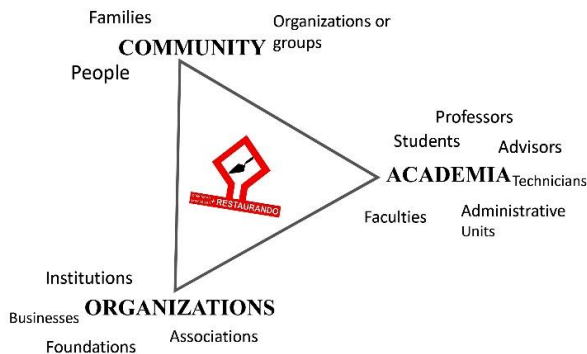 Families
Organizations or
groups
COMMUNITY
People
Professors
Students
Advisors
ACADEMIA
Technicians
Faculties
Administrative
Units
RESTAURANDO
Institutions
Businesses
ORGANIZATIONS
Associations
Foundations